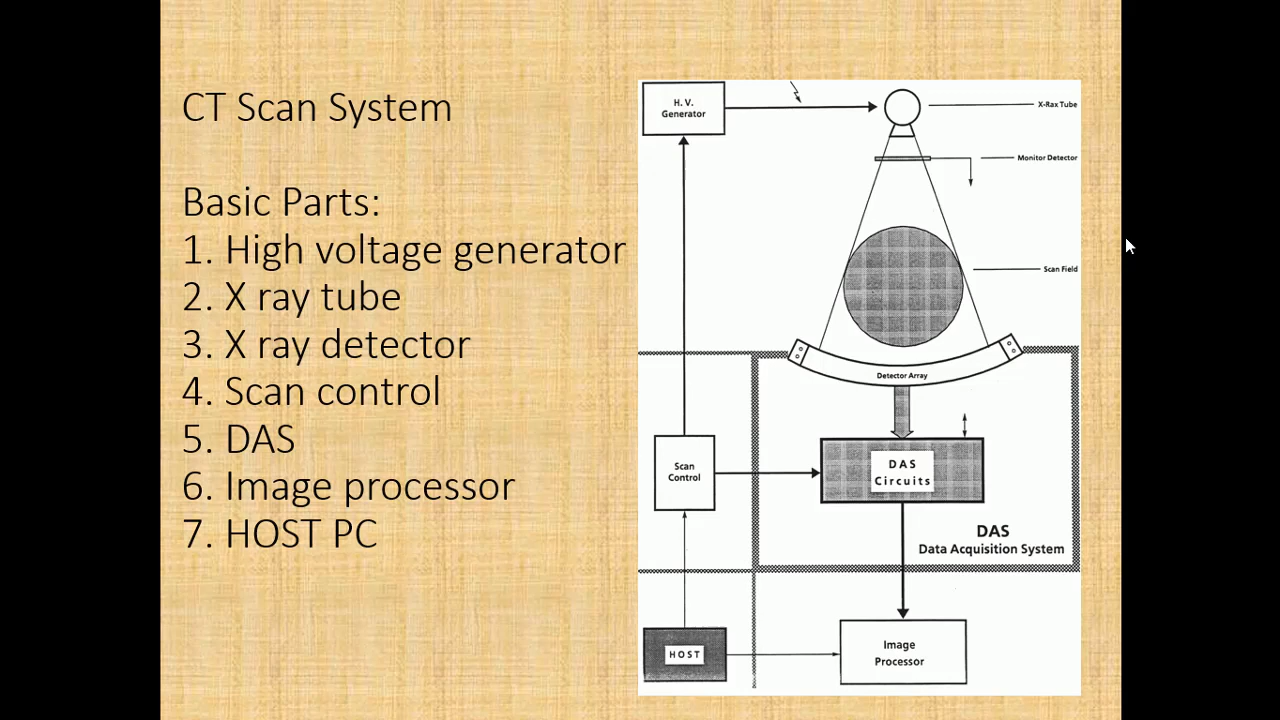 CT Scan System
Basic Parts:
1. High voltage generator
2. X ray tube
3. X ray detector
4. Scan control
5. DAS
6. Image processor
7. HOST PC
H. V.
Generator
X-Rax Tube
Monitor Detector
Scan Field
Detector Array
Scan
Control
DAS
Circuits
DAS
Data Acquisition System
HOST
Image
Processor